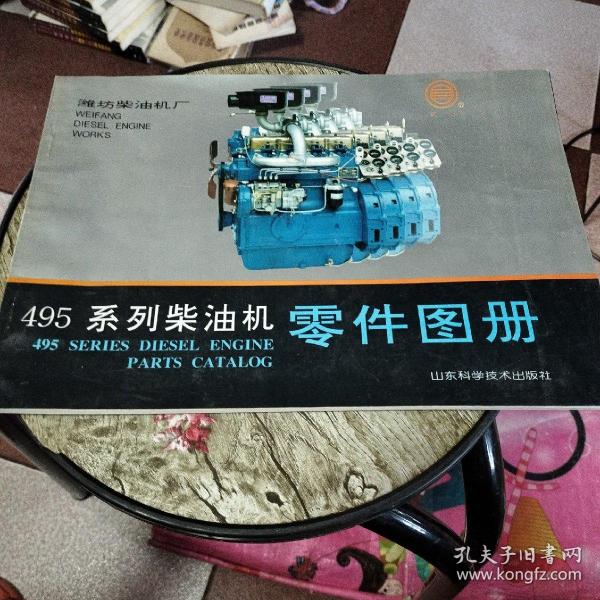 潍坊柴油机厂
WEIFANG
DIESEL ENGINE
WORKS
®
495 系列柴油机 零件图册
495 SERIES DIESEL ENGINE
PARTS CATALOG
山东科学技术出版社
孔夫子旧書网
www.kongfz.com